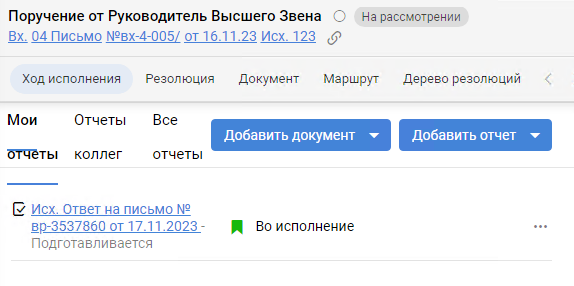 Поручение от Руководитель Высшего Звена На рассмотрении
Вх. 04 Письмо №вх-4-005/ от 16.11.23 Исх. 123
Ход исполнения Резолюция Документ Маршрут Дерево резолюций
Мои Отчеты Все Добавить документ Добавить отчет
отчеты коллег отчеты
Исх. Ответ на письмо №
вр-3537860 от 17.11.2023 - Во исполнение
Подготавливается